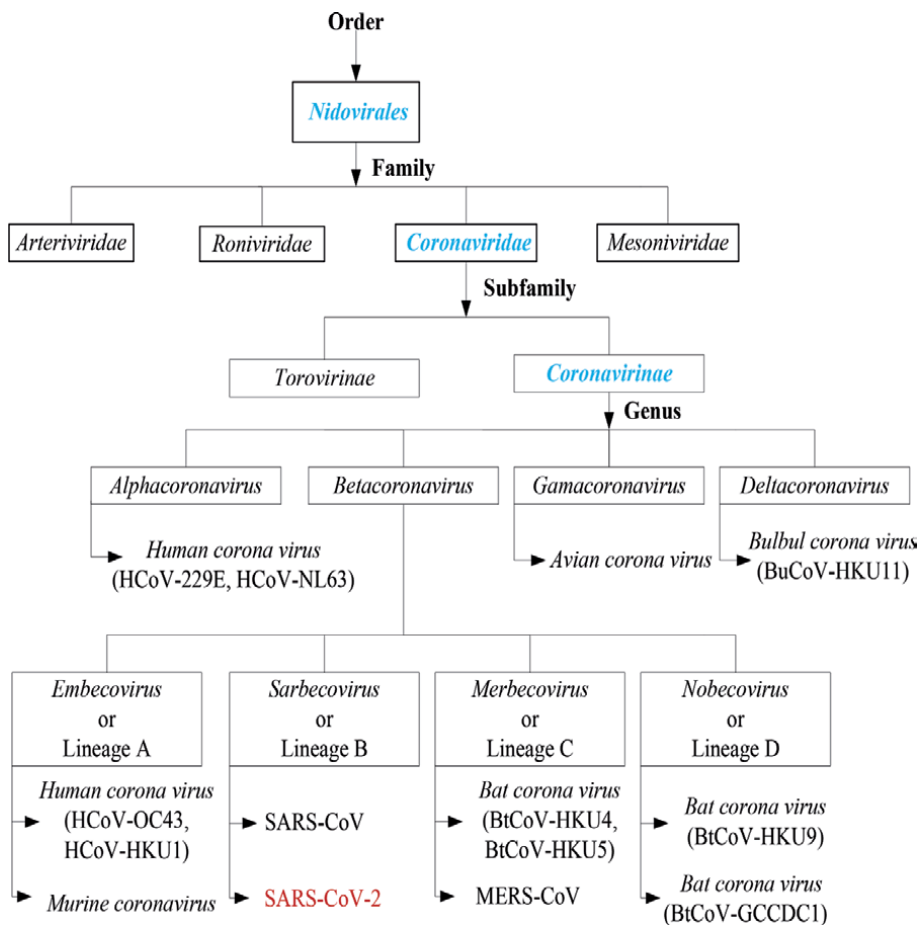 Order
Nidovirales
Family
Arteriviridae
Roniviridae
Coronaviridae
Mesoniviridae
Subfamily
Torovirinae
Coronavirinae
Genus
Alphacoronavirus
Betacoronavirus
Gamacoronavirus
Deltacoronavirus
Human corona virus
(HCoV-229E, HCoV-NL63)
Avian corona virus
Bulbul corona virus
(BuCoV-HKU11)
Embecovirus
or
Lineage A
Sarbecovirus
or
Lineage B
Merbecovirus
or
Lineage C
Nobecovirus
or
Lineage D
Human corona virus
(HCoV-OC43,
HCoV-HKU1)
Murine coronavirus
SARS-CoV
SARS-CoV-2
Bat corona virus
(BtCoV-HKU4,
BtCoV-HKU5)
MERS-CoV
Bat corona virus
(BtCoV-HKU9)
Bat corona virus
(BtCoV-GCCDC1)